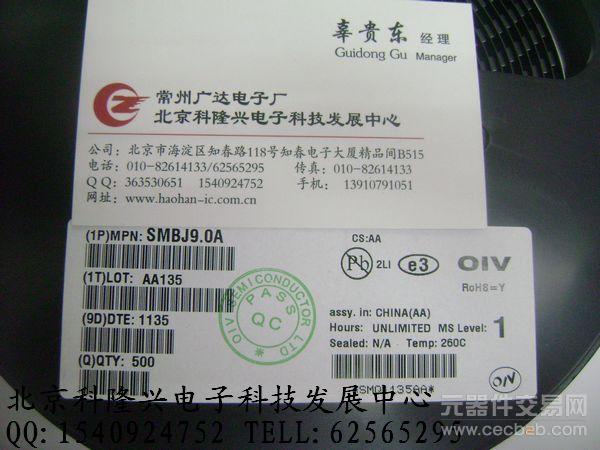 辜贵东 经理
Guidong Gu Manager
常州广达电子厂
北京科隆兴电子科技发展中心
公司：北京市海淀区知春路118号知春电子大厦精品间B515
电话：010-82614133/62565295 传真：010-82614133
Q Q：363530651 1540924752 手机：13910791051
网址：www.haohan-ic.com.cn
(1P)MPN: SMBJ9.0A
CS:AA
(1T)LOT: AA135
Pb 2LI e3 OIV
RoHS=Y
(9D)DTE: 1135
OIV SEMICONDUCTOR LTD
PASS
QC
*
assy. in: CHINA(AA)
Hours: UNLIMITED MS Level: 1
Sealed: N/A Temp: 260C
(Q)QTY: 500
OIV
北京科隆兴电子科技发展中心
QQ:1540924752 TELL:62565295
元器件交易网
www.cecb2b.com